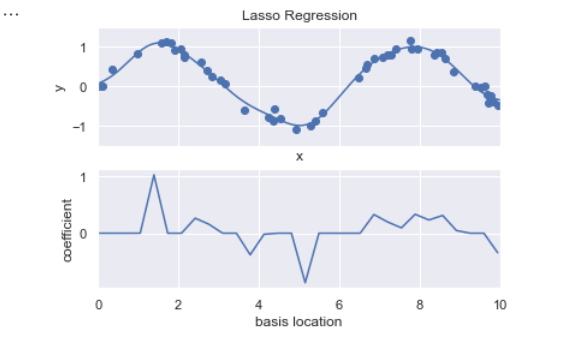 ...
Lasso Regression
1
0
−1
y
x
1
0
coefficient
0 2 4 6 8 10
basis location